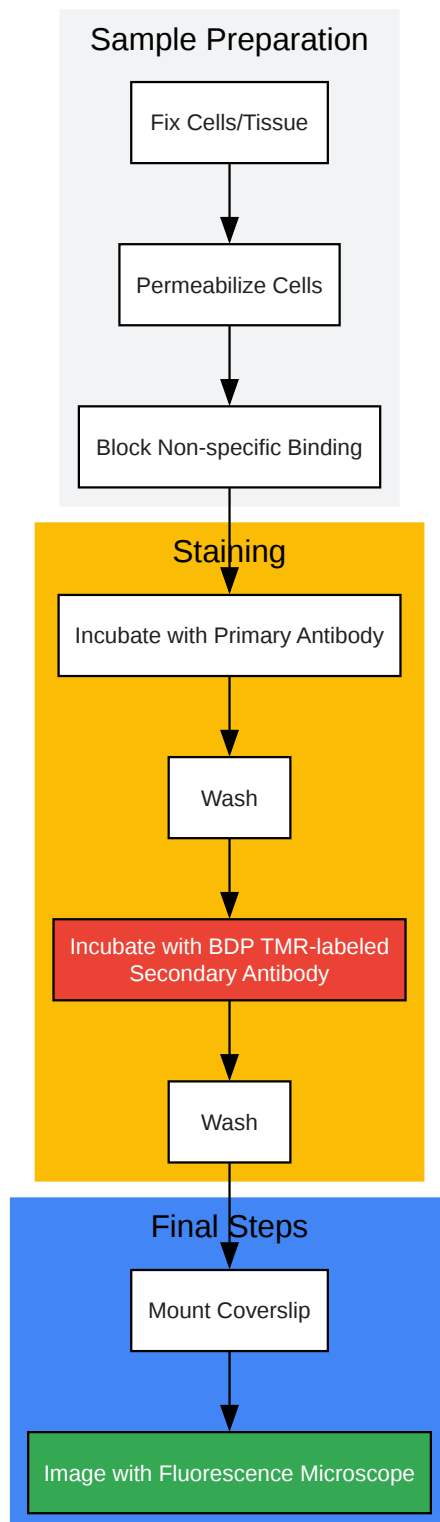 Sample Preparation
Fix Cells/Tissue
Permeabilize Cells
Block Non-specific Binding
Staining
Incubate with Primary Antibody
Wash
Incubate with BDP TMR-labeled
Secondary Antibody
Wash
Final Steps
Mount Coverslip
Image with Fluorescence Microscope